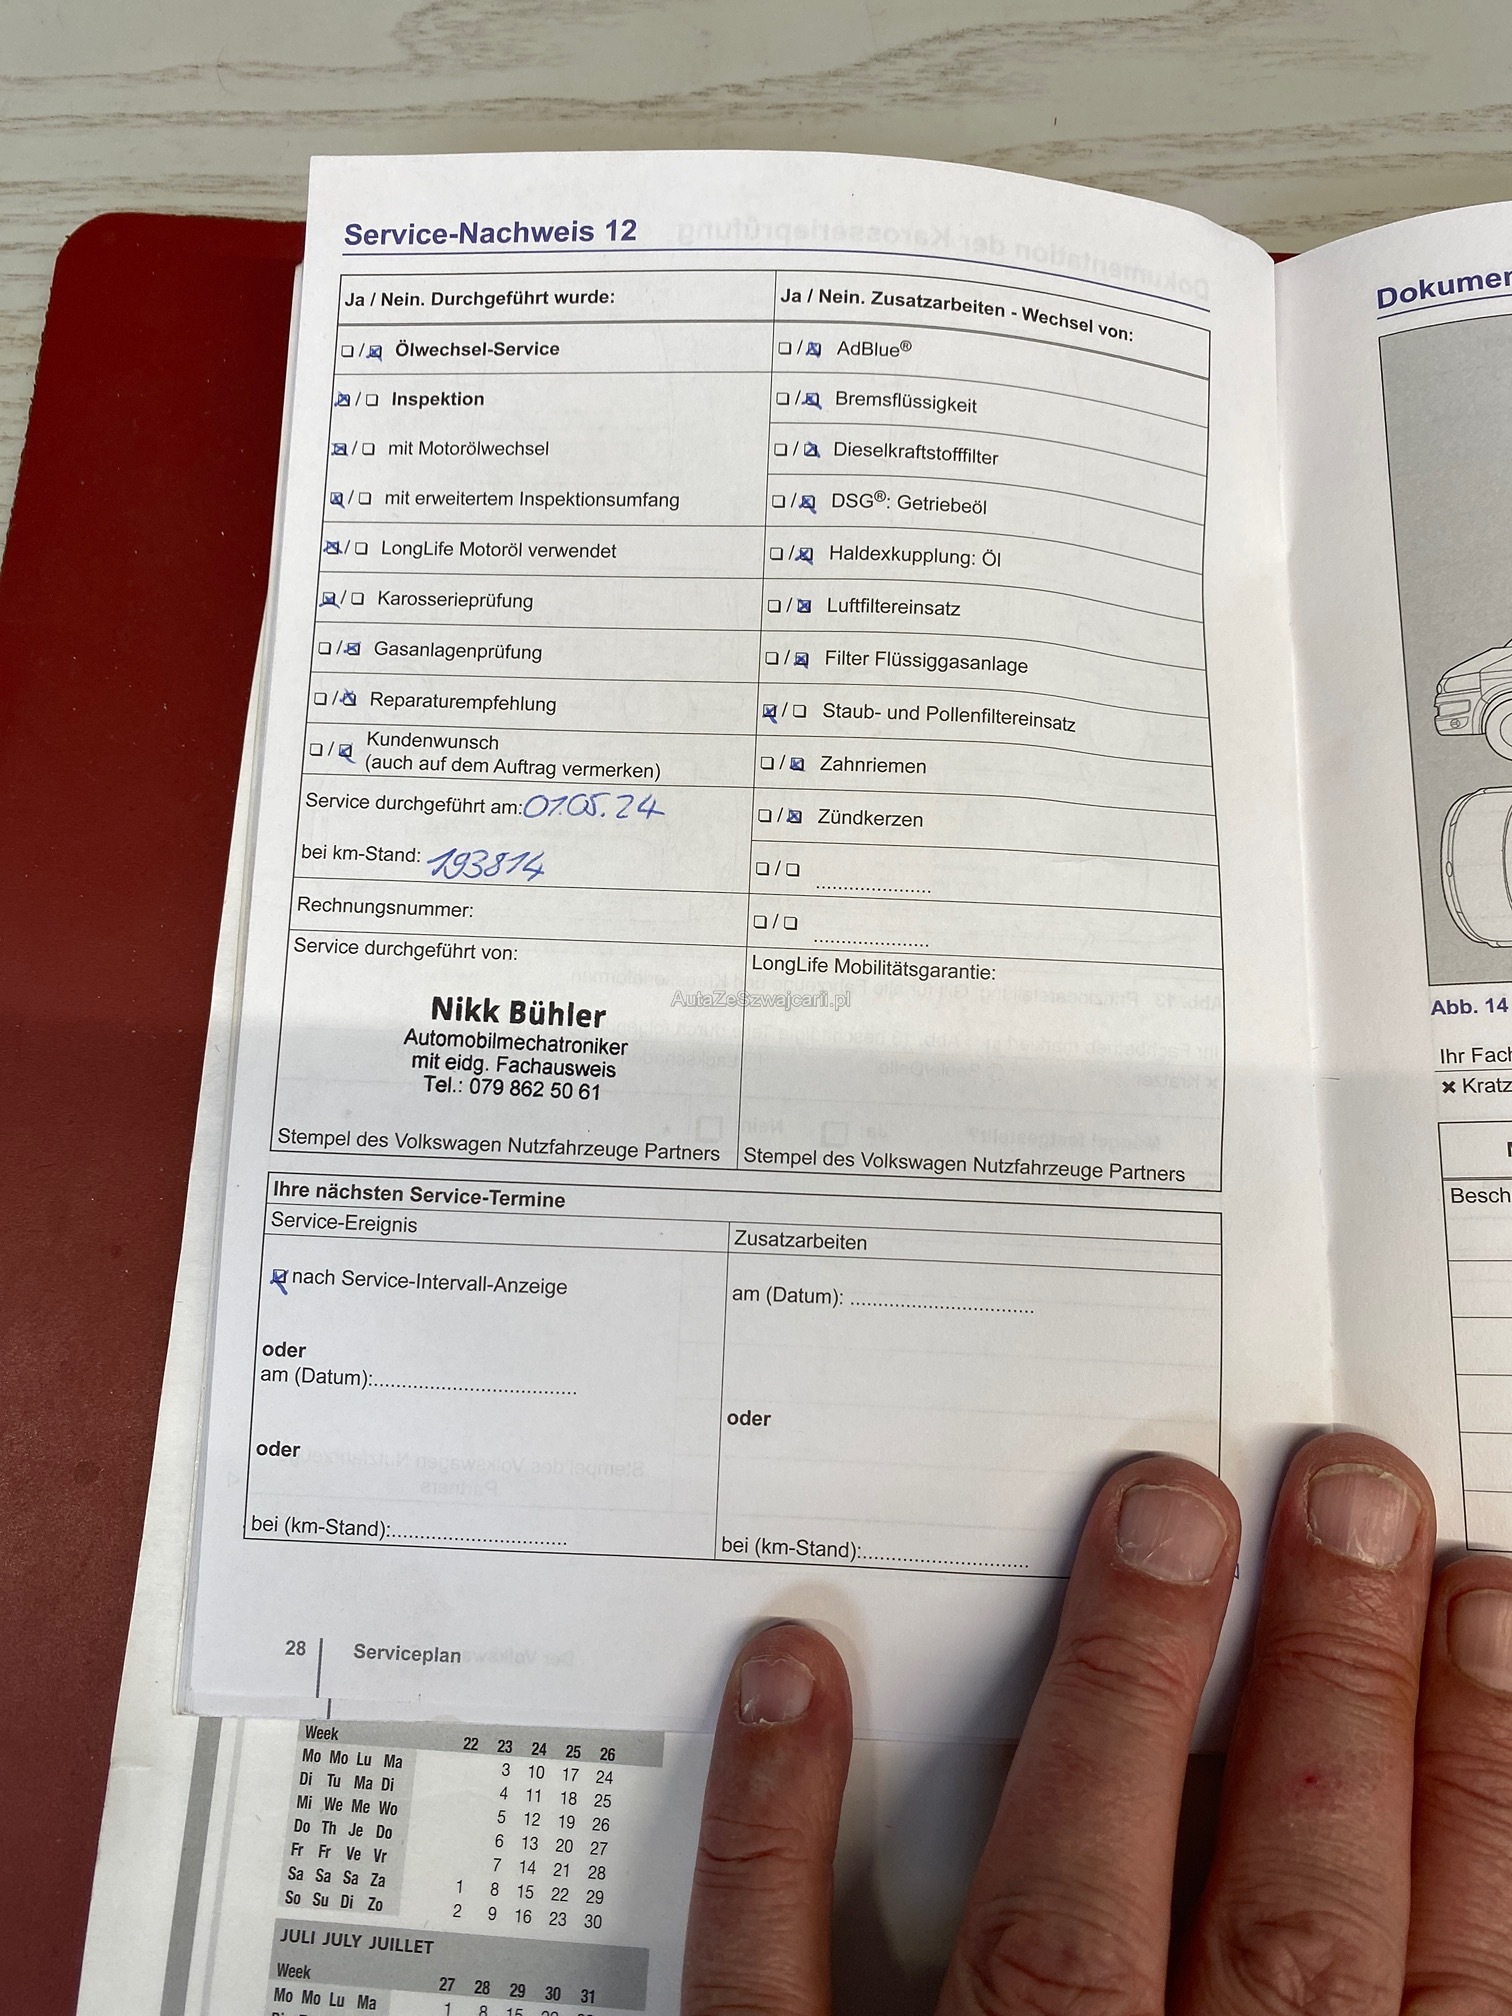 Service-Nachweis 12
Ja / Nein. Durchgeführt wurde:
☐ / ☒ Ölwechsel-Service
☒ / ☐ Inspektion
☒ / ☐ mit Motorölwechsel
☒ / ☐ mit erweitertem Inspektionsumfang
☒ / ☐ LongLife Motoröl verwendet
☒ / ☐ Karosserieprüfung
☐ / ☒ Gasanlagenprüfung
☐ / ☒ Reparaturempfehlung
☐ / ☒ Kundenwunsch
(auch auf dem Auftrag vermerken)
Service durchgeführt am: 01.05.24
bei km-Stand: 193814
Rechnungsnummer:
Service durchgeführt von:
Nikk Bühler
Automobilmechatroniker
mit eidg. Fachausweis
Tel.: 079 862 50 61
Stempel des Volkswagen Nutzfahrzeuge Partners
Ja / Nein. Zusatzarbeiten - Wechsel von:
☐ / ☒ AdBlue®
☐ / ☒ Bremsflüssigkeit
☐ / ☒ Dieselkraftstofffilter
☐ / ☒ DSG®: Getriebeöl
☐ / ☒ Haldexkupplung: Öl
☐ / ☒ Luftfiltereinsatz
☐ / ☒ Filter Flüssiggasanlage
☒ / ☐ Staub- und Pollenfiltereinsatz
☐ / ☒ Zahnriemen
☐ / ☒ Zündkerzen
☐ / ☐ ......................
☐ / ☐ ......................
LongLife Mobilitätsgarantie:
AutaZeSzwajcarii.pl
Stempel des Volkswagen Nutzfahrzeuge Partners
Ihre nächsten Service-Termine
Service-Ereignis
☒ nach Service-Intervall-Anzeige
oder
am (Datum):....................................
oder
bei (km-Stand):...............................
Zusatzarbeiten
am (Datum): ................................
oder
bei (km-Stand):.............................
28 Serviceplan
Dokumen
Abb. 14
Ihr Fach
✖ Kratz
Besch
Week 22 23 24 25 26
Mo Mo Lu Ma 3 10 17 24
Di Tu Ma Di 4 11 18 25
Mi We Me Wo 5 12 19 26
Do Th Je Do 6 13 20 27
Fr Fr Ve Vr 7 14 21 28
Sa Sa Sa Za 1 8 15 22 29
So Su Di Zo 2 9 16 23 30
JULI JULY JUILLET
Week 27 28 29 30 31
Mo Mo Lu Ma 1 8 15